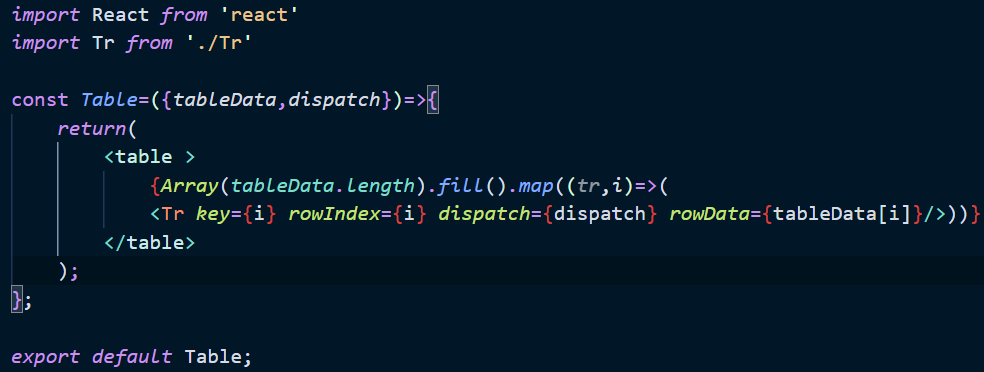 import React from 'react'
import Tr from './Tr'
const Table=({tableData,dispatch})=>{
return(
<table >
{Array(tableData.length).fill().map((tr,i)=>(
<Tr key={i} rowIndex={i} dispatch={dispatch} rowData={tableData[i]}/>))}
</table>
);
};
export default Table;